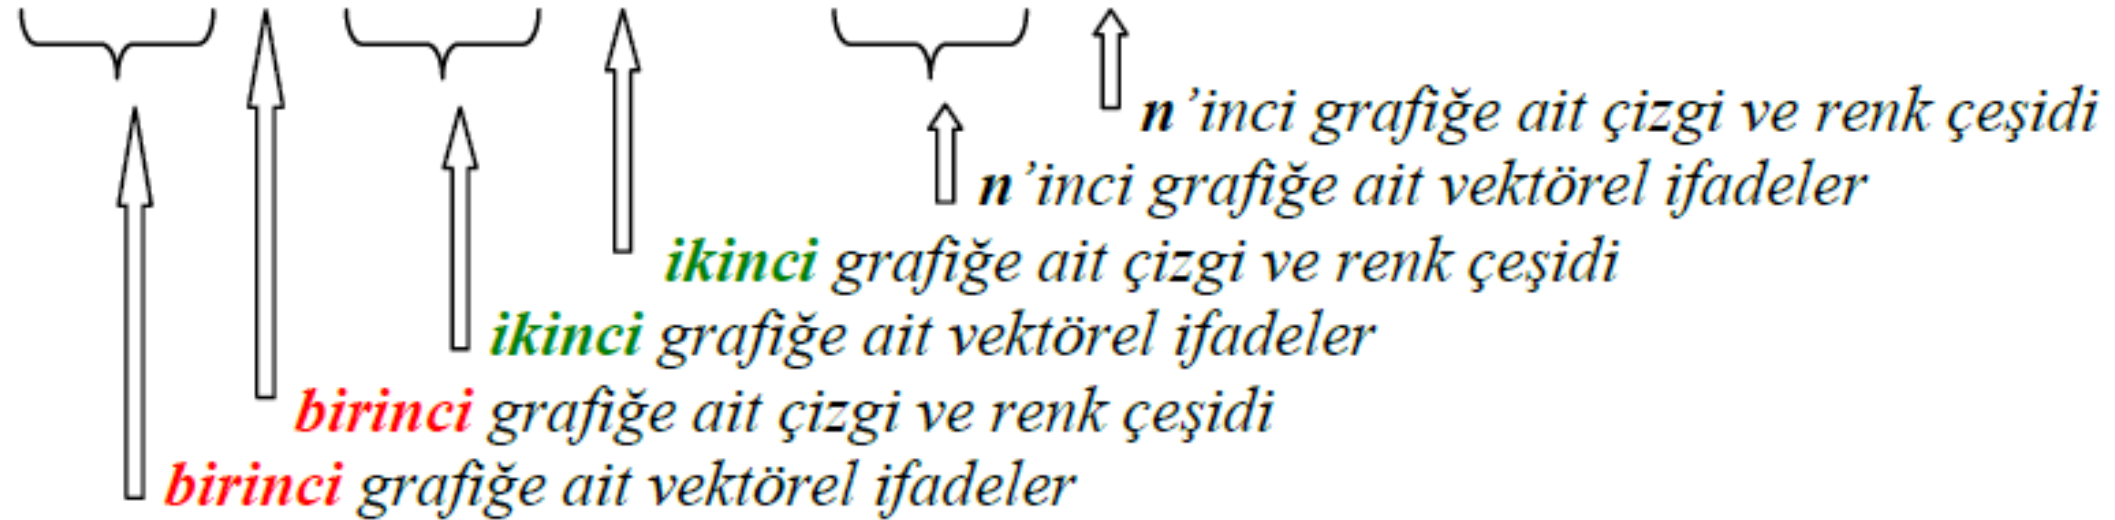 n’inci grafiğe ait çizgi ve renk çeşidi
n’inci grafiğe ait vektörel ifadeler
ikinci grafiğe ait çizgi ve renk çeşidi
ikinci grafiğe ait vektörel ifadeler
birinci grafiğe ait çizgi ve renk çeşidi
birinci grafiğe ait vektörel ifadeler